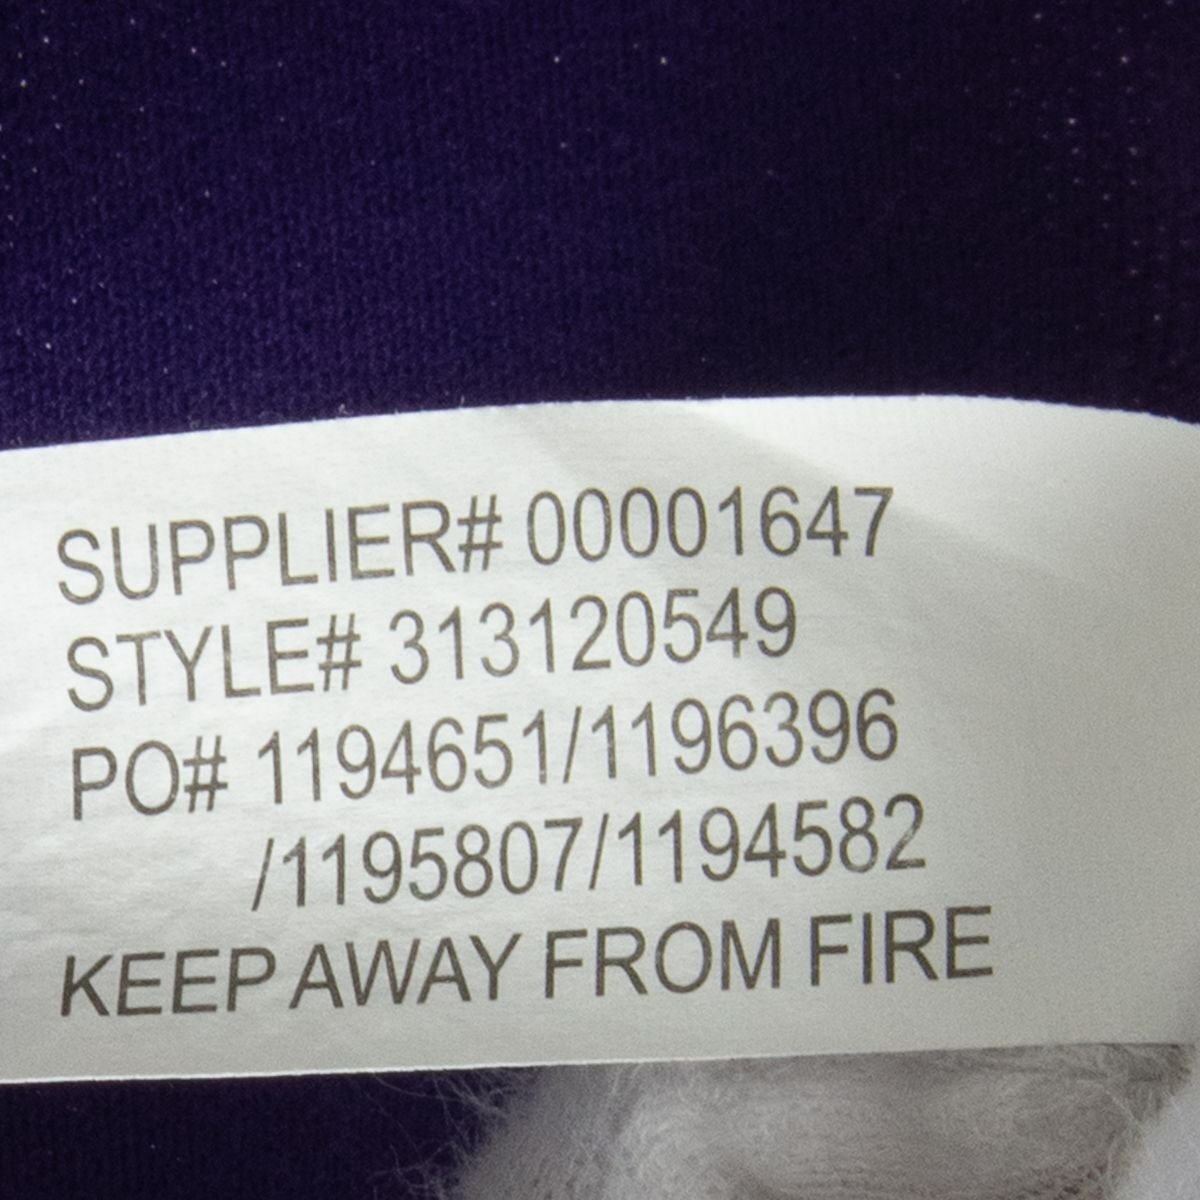 SUPPLIER# 00001647
STYLE# 313120549
PO# 1194651/1196396
/1195807/1194582
KEEP AWAY FROM FIRE